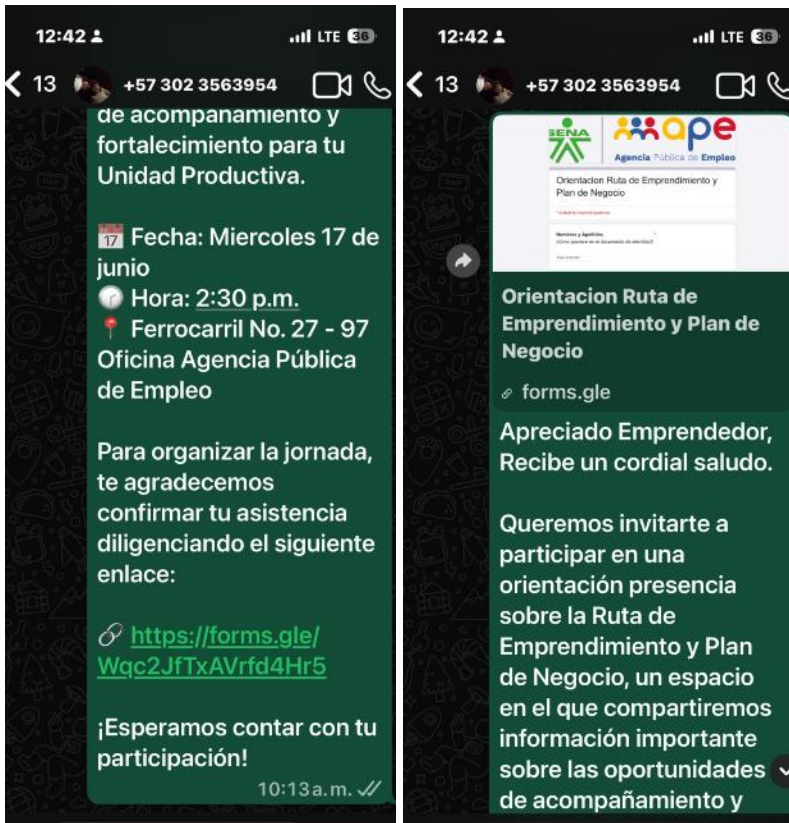 12:42
LTE 36
13
+57 302 3563954
de acompañamiento y
fortalecimiento para tu
Unidad Productiva.
17 Fecha: Miercoles 17 de
junio
Hora: 2:30 p.m.
Ferrocarril No. 27 - 97
Oficina Agencia Pública
de Empleo
Para organizar la jornada,
te agradecemos
confirmar tu asistencia
diligenciando el siguiente
enlace:
https://forms.gle/
Wqc2JfTxAVrfd4Hr5
¡Esperamos contar con tu
participación!
10:13 a. m.
12:42
LTE 36
13
+57 302 3563954
SENA
ape
Agencia Pública de Empleo
Orientacion Ruta de Emprendimiento y
Plan de Negocio
Nombres y Apellidos
Orientacion Ruta de
Emprendimiento y Plan de
Negocio
forms.gle
Apreciado Emprendedor,
Recibe un cordial saludo.
Queremos invitarte a
participar en una
orientación presencia
sobre la Ruta de
Emprendimiento y Plan
de Negocio, un espacio
en el que compartiremos
información importante
sobre las oportunidades
de acompañamiento y